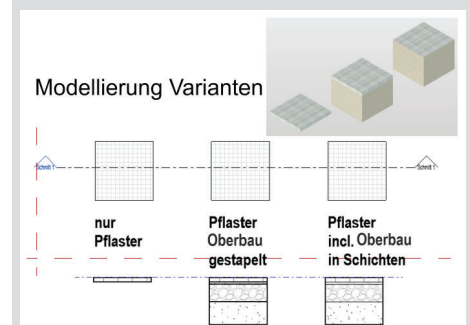 Modellierung Varianten
Schnitt 1
Schnitt 1
nur
Pflaster
Pflaster
Oberbau
gestapelt
Pflaster
incl. Oberbau
in Schichten